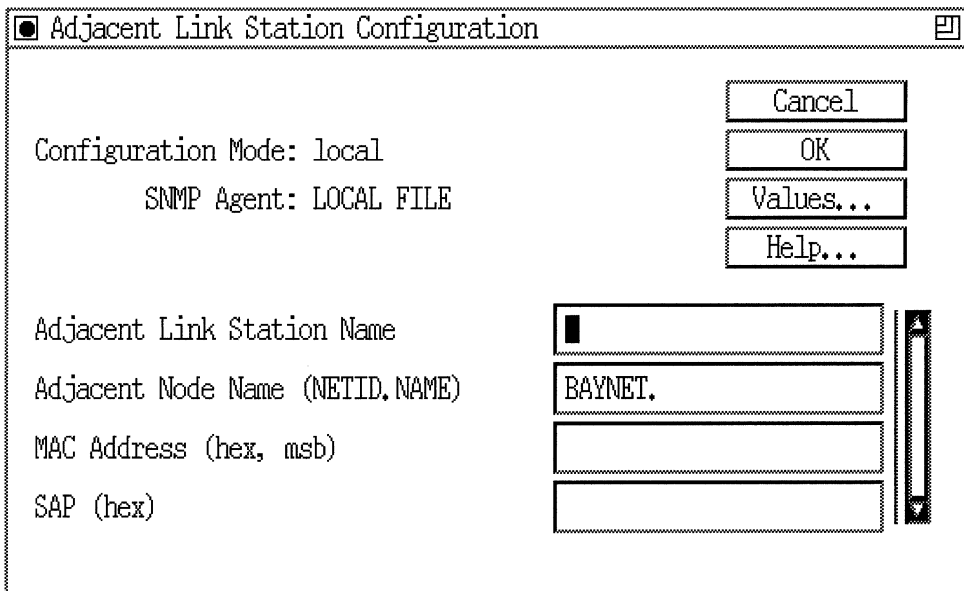 Adjacent Link Station Configuration
Cancel
Configuration Mode: local
OK
SNMP Agent: LOCAL FILE
Values...
Help...
Adjacent Link Station Name
Adjacent Node Name (NETID.NAME)
BAYNET.
MAC Address (hex, msb)
SAP (hex)